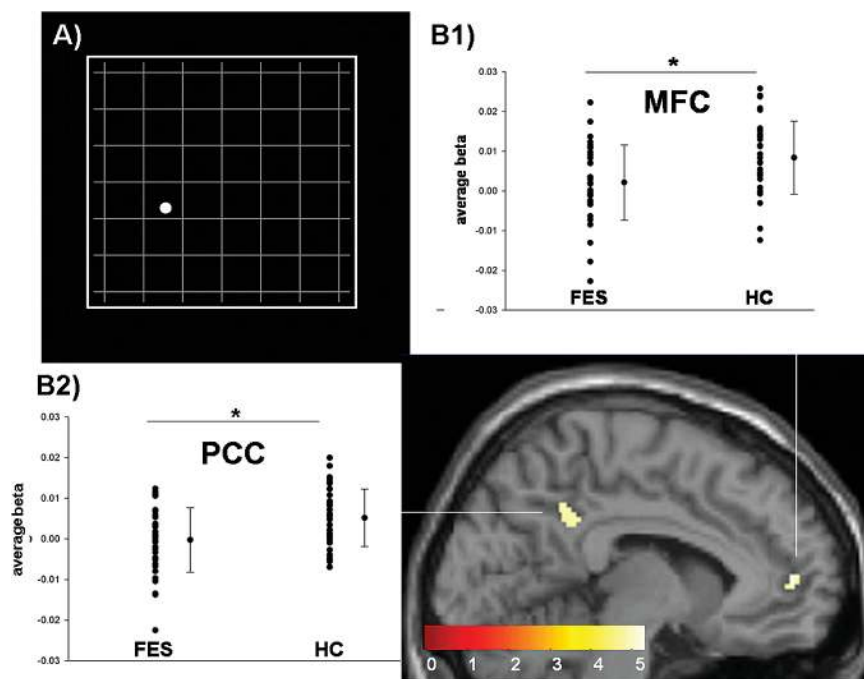 A)
B1)
*
MFC
average beta
0.03
0.02
0.01
0.00
-0.01
-0.02
-0.03
FES HC
B2)
*
PCC
average beta
0.03
0.02
0.01
0.00
-0.01
-0.02
-0.03
FES HC
0 1 2 3 4 5